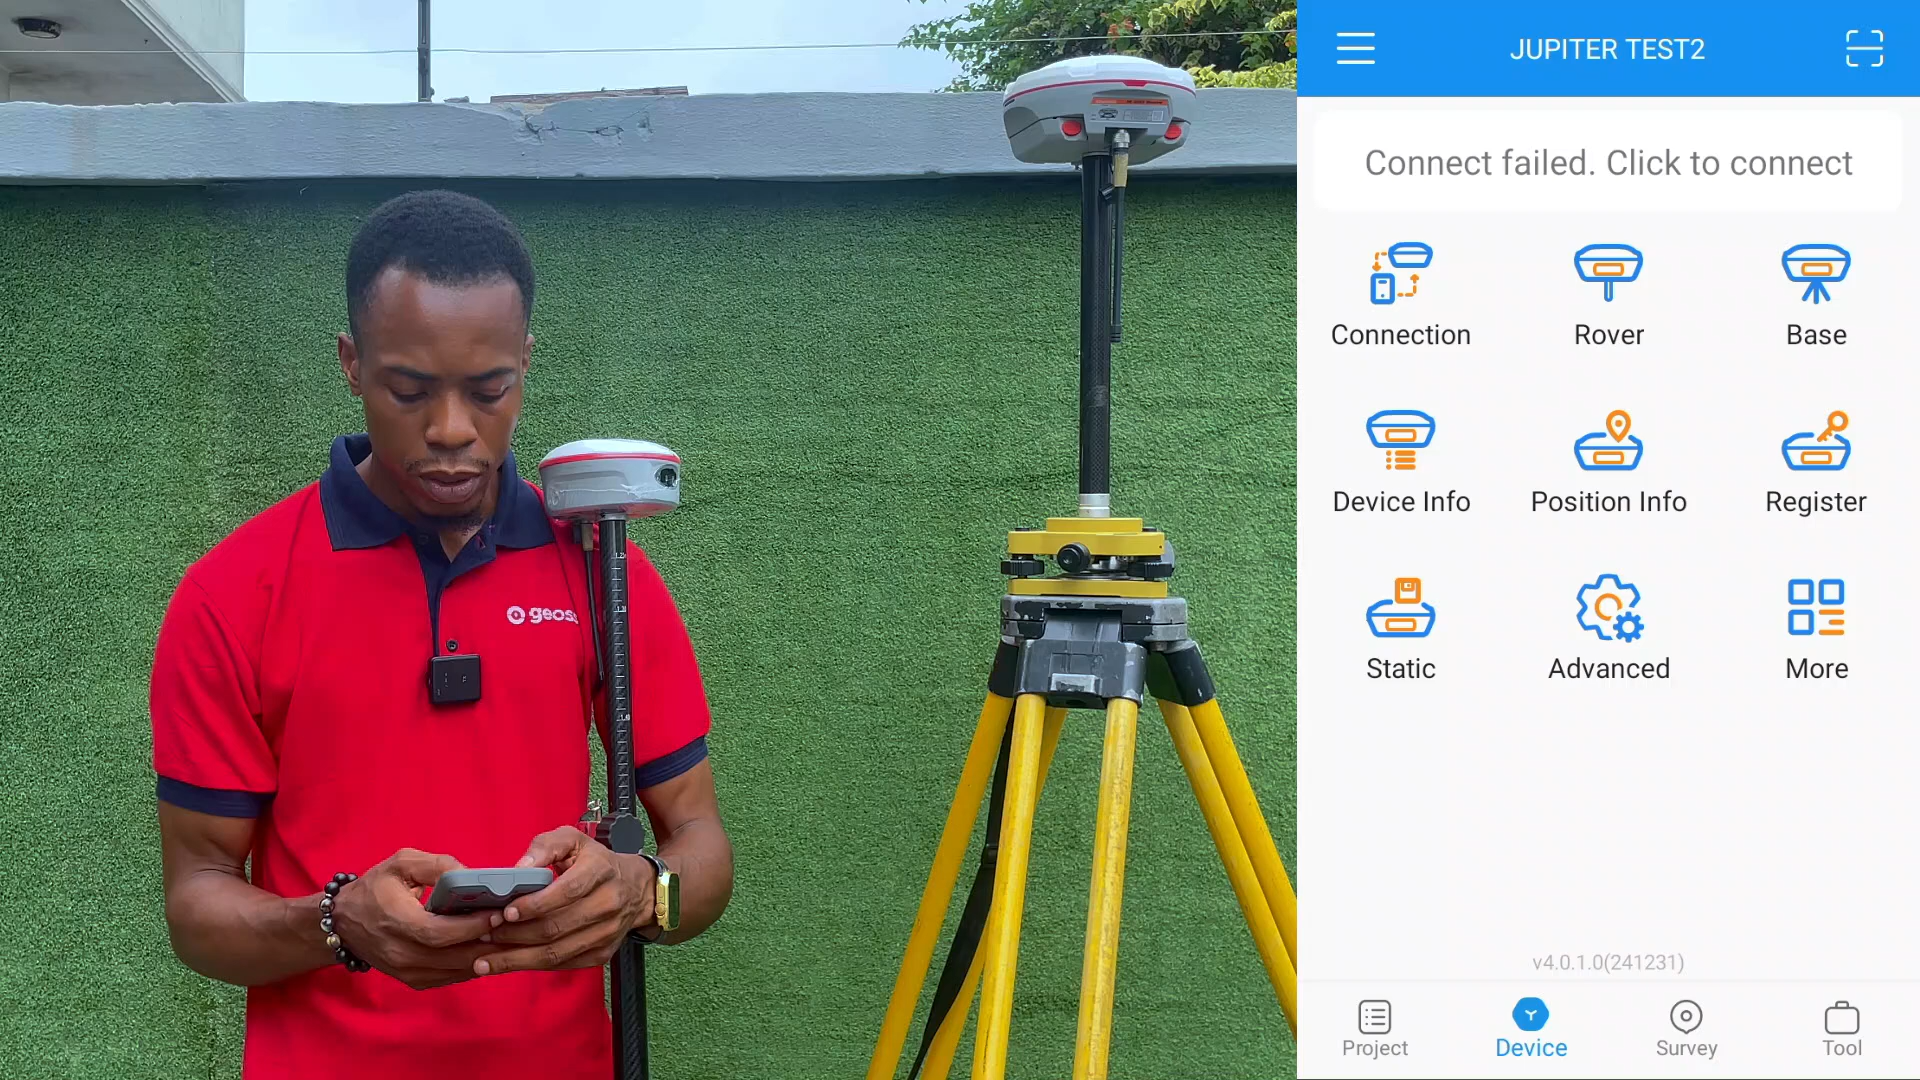 geos
JUPITER TEST2
Connect failed. Click to connect
Connection
Rover
Base
Device Info
Position Info
Register
Static
Advanced
More
v4.0.1.0(241231)
Project
Device
Survey
Tool